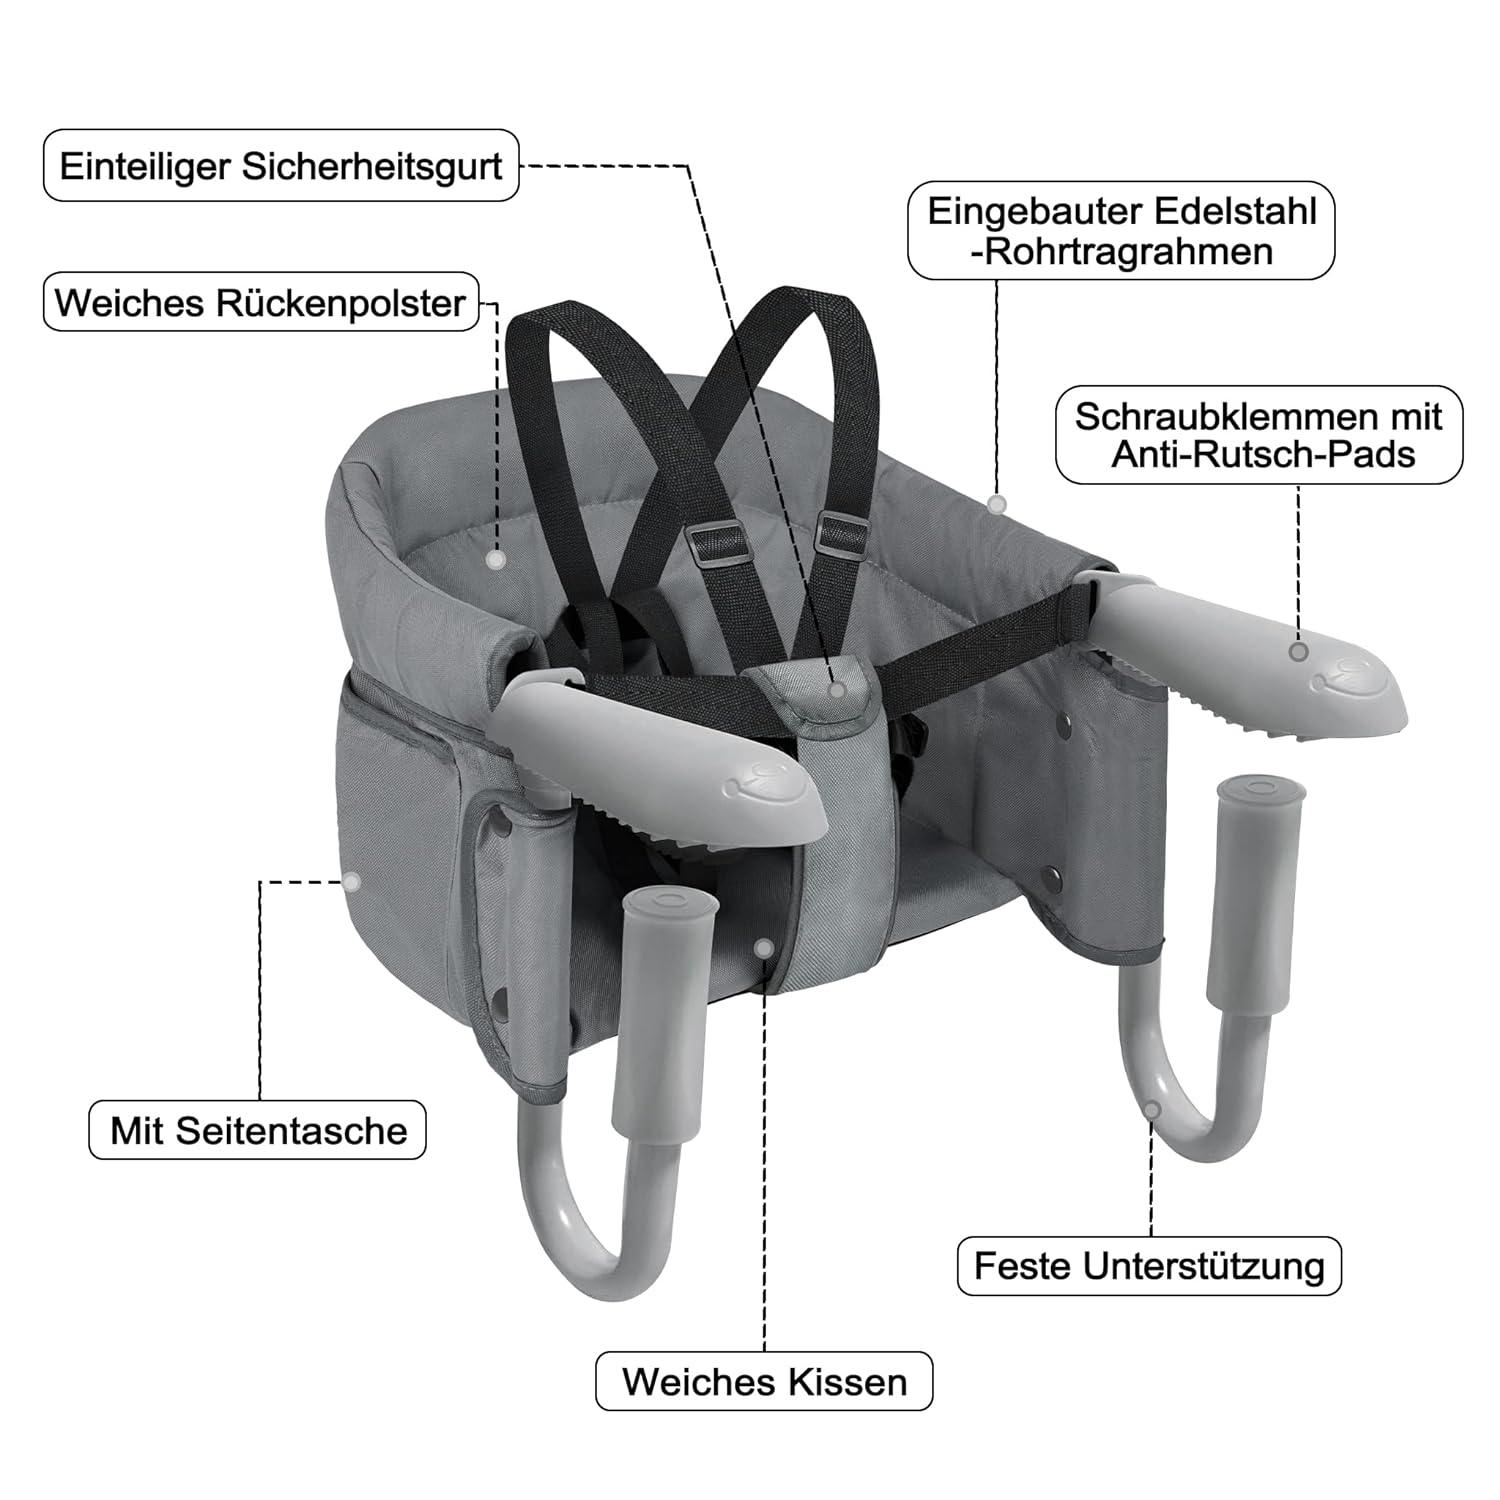 Einteiliger Sicherheitsgurt
Eingebauter Edelstahl
-Rohrtragrahmen
Weiches Rückenpolster
Schraubklemmen mit
Anti-Rutsch-Pads
Mit Seitentasche
Feste Unterstützung
Weiches Kissen